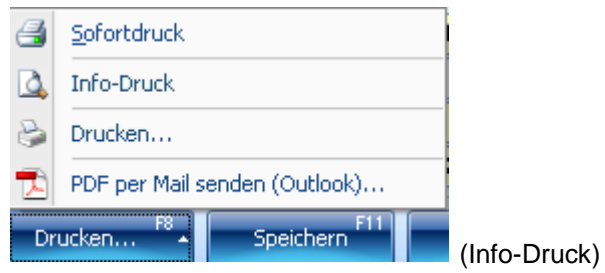 Sofortdruck
Info-Druck
Drucken...
PDF per Mail senden (Outlook)...
Drucken... F8
Speichern F11
(Info-Druck)